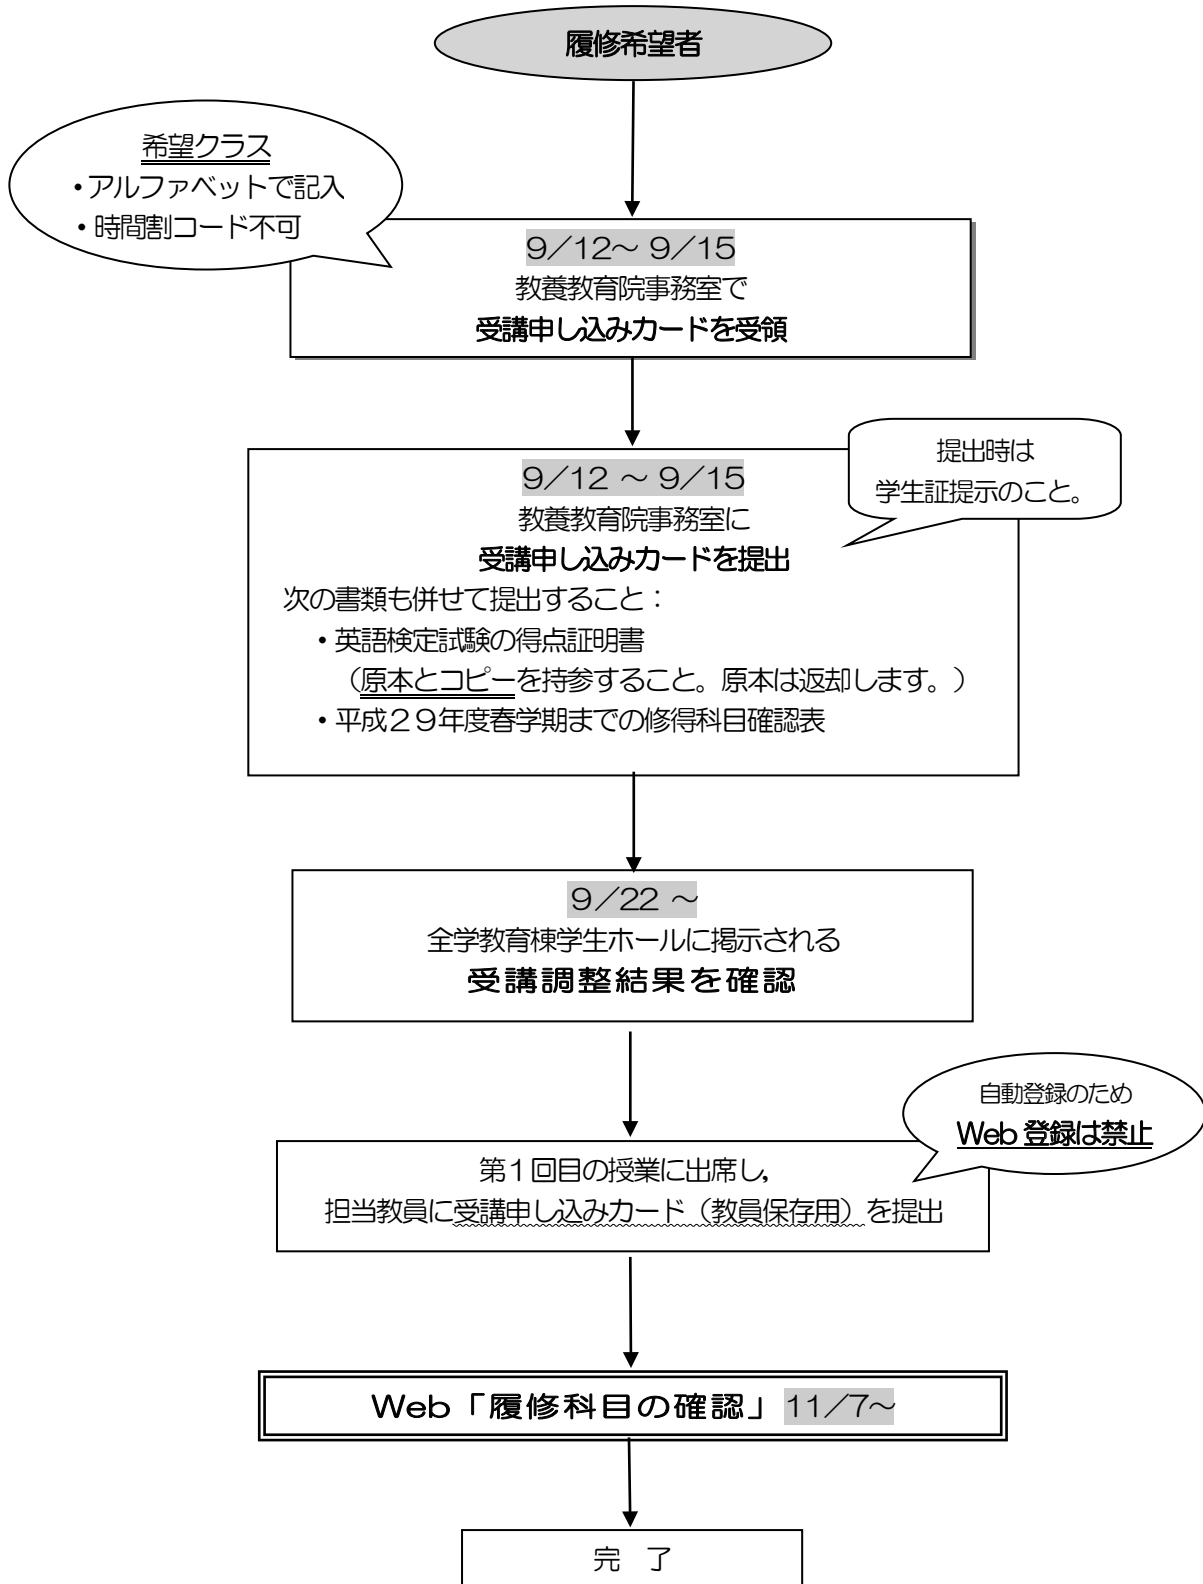 履修希望者
希望クラス
・アルファベットで記入
・時間割コード不可
9/12~ 9/15
教養教育院事務室で
受講申し込みカードを受領
提出時は
学生証提示のこと。
9/12 ~ 9/15
教養教育院事務室に
受講申し込みカードを提出
次の書類も併せて提出すること:
・英語検定試験の得点証明書
(原本とコピーを持参すること。原本は返却します。)
・平成29年度春学期までの修得科目確認表
9/22 ~
全学教育棟学生ホールに掲示される
受講調整結果を確認
自動登録のため
Web 登録は禁止
第1回目の授業に出席し,
担当教員に受講申し込みカード(教員保存用)を提出
Web「履修科目の確認」 11/7~
完 了